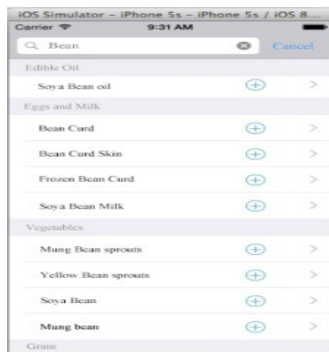 iOS Simulator - iPhone 5s - iPhone 5s / iOS 8...
Carrier 9:31 AM
Bean Cancel
Edible Oil
Soya Bean oil
Eggs and Milk
Bean Curd
Bean Curd Skin
Frozen Bean Curd
Soya Bean Milk
Vegetables
Mung Bean sprouts
Yellow Bean sprouts
Soya Bean
Mung bean
Grain